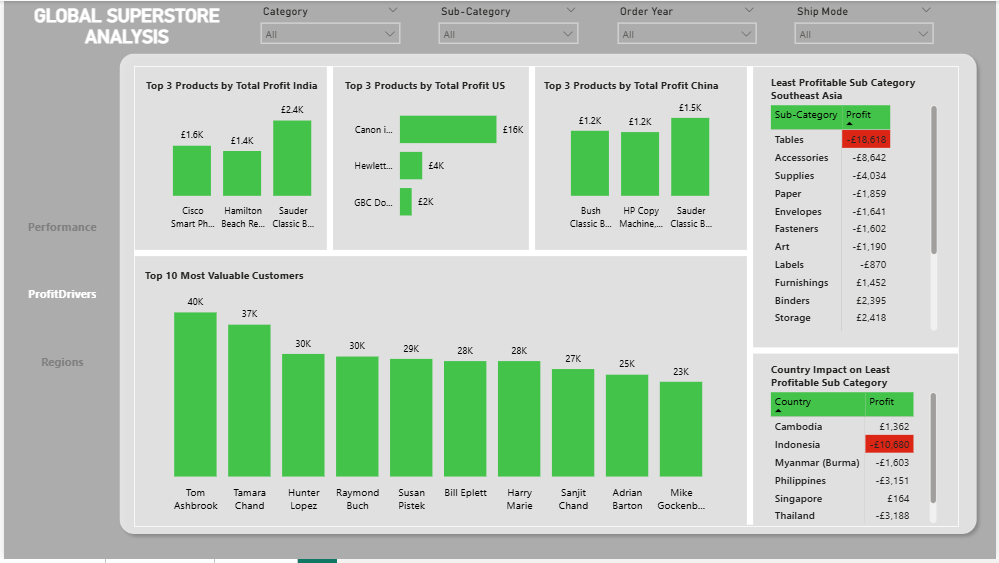 GLOBAL SUPERSTORE
ANALYSIS
Category
All
Sub-Category
All
Order Year
All
Ship Mode
All
Performance
ProfitDrivers
Regions
Top 3 Products by Total Profit India
£1.6K
£1.4K
£2.4K
Cisco
Smart Ph...
Hamilton
Beach Re...
Sauder
Classic B...
Top 3 Products by Total Profit US
Canon i...
£16K
Hewlett...
£4K
GBC Do...
£2K
Top 3 Products by Total Profit China
£1.2K
£1.2K
£1.5K
Bush
Classic B...
HP Copy
Machine,...
Sauder
Classic B...
Top 10 Most Valuable Customers
40K
37K
30K
30K
29K
28K
28K
27K
25K
23K
Tom
Ashbrook
Tamara
Chand
Hunter
Lopez
Raymond
Buch
Susan
Pistek
Bill Eplett
Harry
Marie
Sanjit
Chand
Adrian
Barton
Mike
Gockenb...
Least Profitable Sub Category
Southeast Asia
Sub-Category Profit
Tables -£18,618
Accessories -£8,642
Supplies -£4,034
Paper -£1,859
Envelopes -£1,641
Fasteners -£1,602
Art -£1,190
Labels -£870
Furnishings £1,452
Binders £2,395
Storage £2,418
Country Impact on Least
Profitable Sub Category
Country Profit
Cambodia £1,362
Indonesia -£10,680
Myanmar (Burma) -£1,603
Philippines -£3,151
Singapore £164
Thailand -£3,188